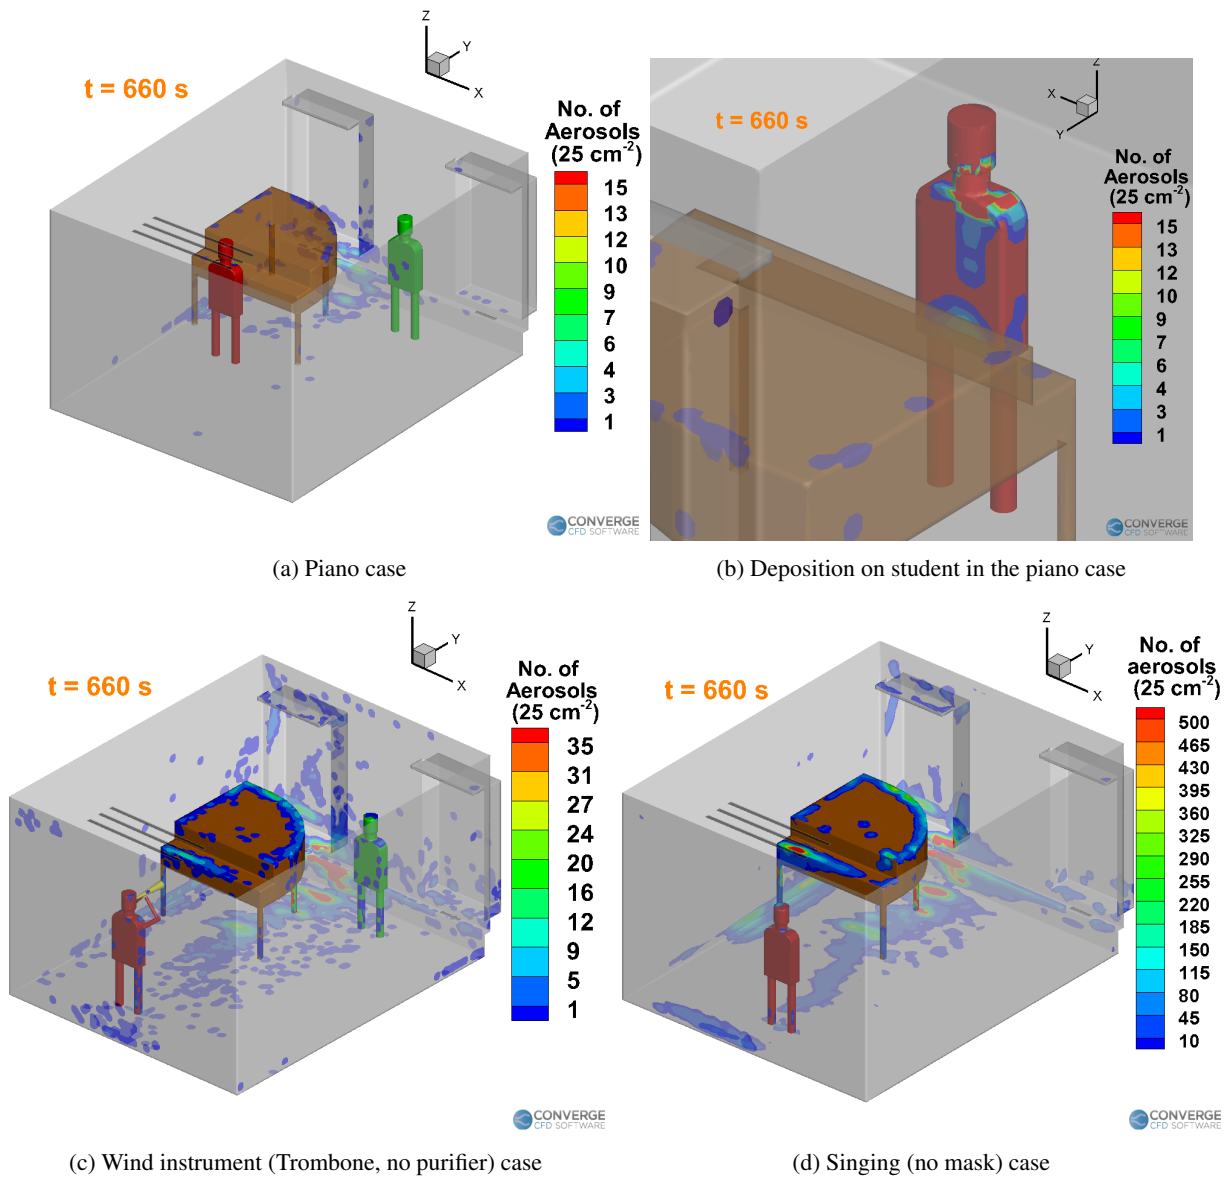 t = 660 s
Z
Y
X
No. of
Aerosols
(25 cm⁻²)
15
13
12
10
9
7
6
4
3
1
CONVERGE
CFD SOFTWARE
(a) Piano case
t = 660 s
Z
X
Y
No. of
Aerosols
(25 cm⁻²)
15
13
12
10
9
7
6
4
3
1
CONVERGE
CFD SOFTWARE
(b) Deposition on student in the piano case
t = 660 s
Z
Y
X
No. of
Aerosols
(25 cm⁻²)
35
31
27
24
20
16
12
9
5
1
CONVERGE
CFD SOFTWARE
(c) Wind instrument (Trombone, no purifier) case
t = 660 s
Z
Y
X
No. of
aerosols
(25 cm⁻²)
500
465
430
395
360
325
290
255
220
185
150
115
80
45
10
CONVERGE
CFD SOFTWARE
(d) Singing (no mask) case